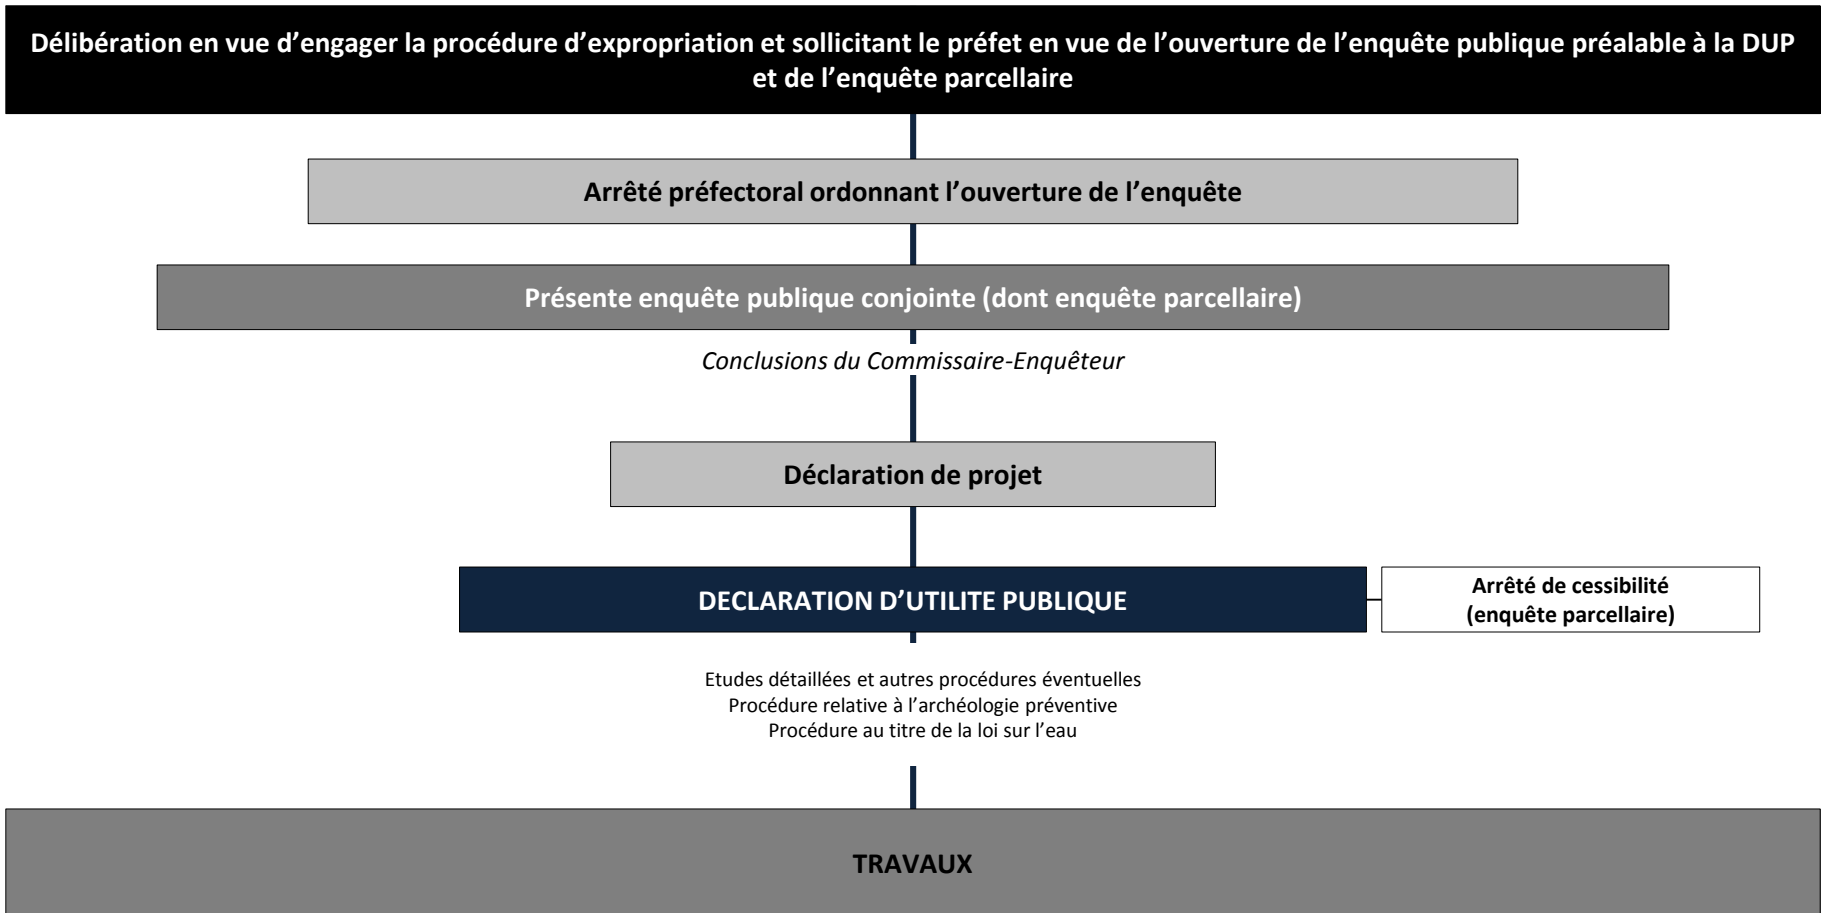 Délibération en vue d’engager la procédure d’expropriation et sollicitant le préfet en vue de l’ouverture de l’enquête publique préalable à la DUP
et de l’enquête parcellaire
Arrêté préfectoral ordonnant l’ouverture de l’enquête
Présente enquête publique conjointe (dont enquête parcellaire)
Conclusions du Commissaire-Enquêteur
Déclaration de projet
DECLARATION D’UTILITE PUBLIQUE
Arrêté de cessibilité
(enquête parcellaire)
Etudes détaillées et autres procédures éventuelles
Procédure relative à l’archéologie préventive
Procédure au titre de la loi sur l’eau
TRAVAUX